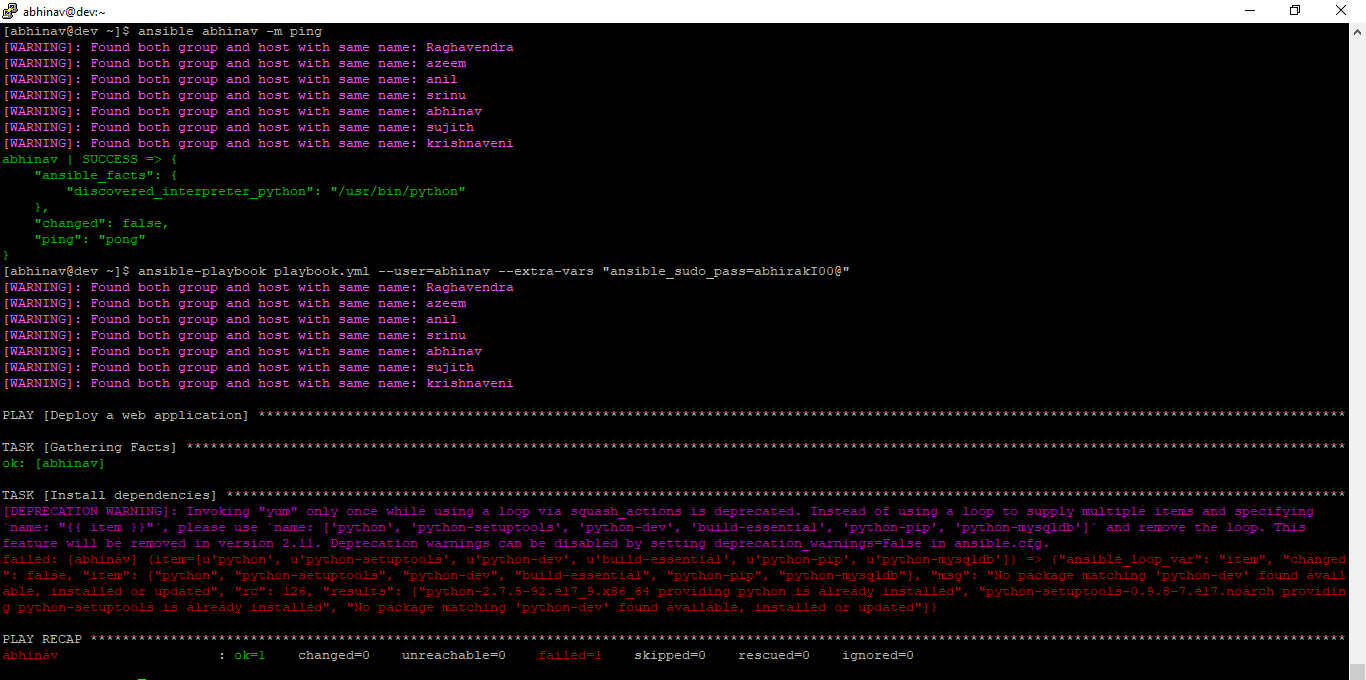 abhinav@dev:~
[abhinav@dev ~]$ ansible abhinav -m ping
[WARNING]: Found both group and host with same name: Raghavendra
[WARNING]: Found both group and host with same name: azeem
[WARNING]: Found both group and host with same name: anil
[WARNING]: Found both group and host with same name: srinu
[WARNING]: Found both group and host with same name: abhinav
[WARNING]: Found both group and host with same name: sujith
[WARNING]: Found both group and host with same name: krishnaveni
abhinav | SUCCESS => {
    "ansible_facts": {
        "discovered_interpreter_python": "/usr/bin/python"
    },
    "changed": false,
    "ping": "pong"
}
[abhinav@dev ~]$ ansible-playbook playbook.yml --user=abhinav --extra-vars "ansible_sudo_pass=abhirakI00@"
[WARNING]: Found both group and host with same name: Raghavendra
[WARNING]: Found both group and host with same name: azeem
[WARNING]: Found both group and host with same name: anil
[WARNING]: Found both group and host with same name: srinu
[WARNING]: Found both group and host with same name: abhinav
[WARNING]: Found both group and host with same name: sujith
[WARNING]: Found both group and host with same name: krishnaveni
PLAY [Deploy a web application] ****************************************************************************************************************************************
TASK [Gathering Facts] *************************************************************************************************************************************************
ok: [abhinav]
TASK [Install dependencies] ********************************************************************************************************************************************
[DEPRECATION WARNING]: Invoking "yum" only once while using a loop via squash_actions is deprecated. Instead of using a loop to supply multiple items and specifying
`name: "{{ item }}"`, please use `name: ['python', 'python-setuptools', 'python-dev', 'build-essential', 'python-pip', 'python-mysqldb']` and remove the loop. This
feature will be removed in version 2.11. Deprecation warnings can be disabled by setting deprecation_warnings=False in ansible.cfg.
failed: [abhinav] (item=[u'python', u'python-setuptools', u'python-dev', u'build-essential', u'python-pip', u'python-mysqldb']) => {"ansible_loop_var": "item", "changed
": false, "item": ["python", "python-setuptools", "python-dev", "build-essential", "python-pip", "python-mysqldb"], "msg": "No package matching 'python-dev' found avail
able, installed or updated", "rc": 126, "results": ["python-2.7.5-92.el7_9.x86_64 providing python is already installed", "python-setuptools-0.9.8-7.el7.noarch providin
g python-setuptools is already installed", "No package matching 'python-dev' found available, installed or updated"]}
PLAY RECAP *************************************************************************************************************************************************************
abhinav                    : ok=1    changed=0    unreachable=0    failed=1    skipped=0    rescued=0    ignored=0